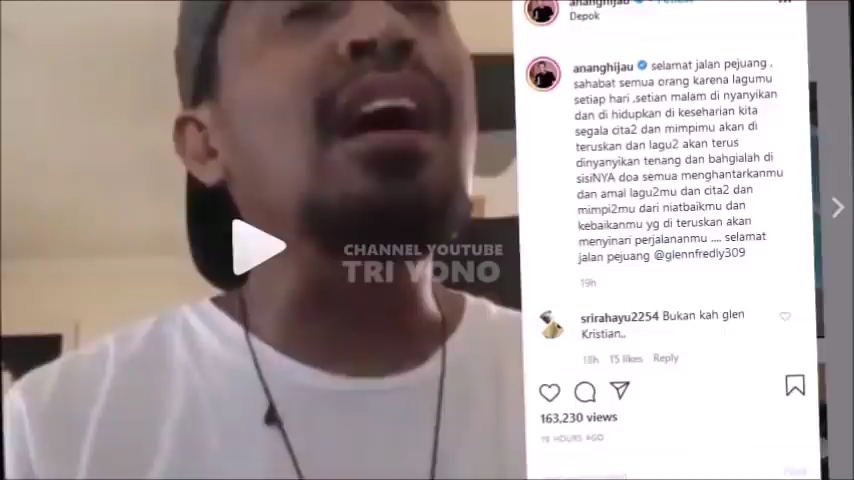 ananghijau
Depok
ananghijau selamat jalan pejuang ,
sahabat semua orang karena lagumu
setiap hari ,setian malam di nyanyikan
dan di hidupkan di keseharian kita
segala cita2 dan mimpimu akan di
teruskan dan lagu2 akan terus
dinyanyikan tenang dan bahgialah di
sisiNYA doa semua menghantarkanmu
dan amal lagu2mu dan cita2 dan
mimpi2mu dari niatbaikmu dan
kebaikanmu yg di teruskan akan
menyinari perjalananmu .... selamat
jalan pejuang @glennfredly309
19h
srirahayu2254 Bukan kah glen
Kristian,,
18h 15 likes Reply
163,230 views
19 HOURS AGO
CHANNEL YOUTUBE
TRI YONO